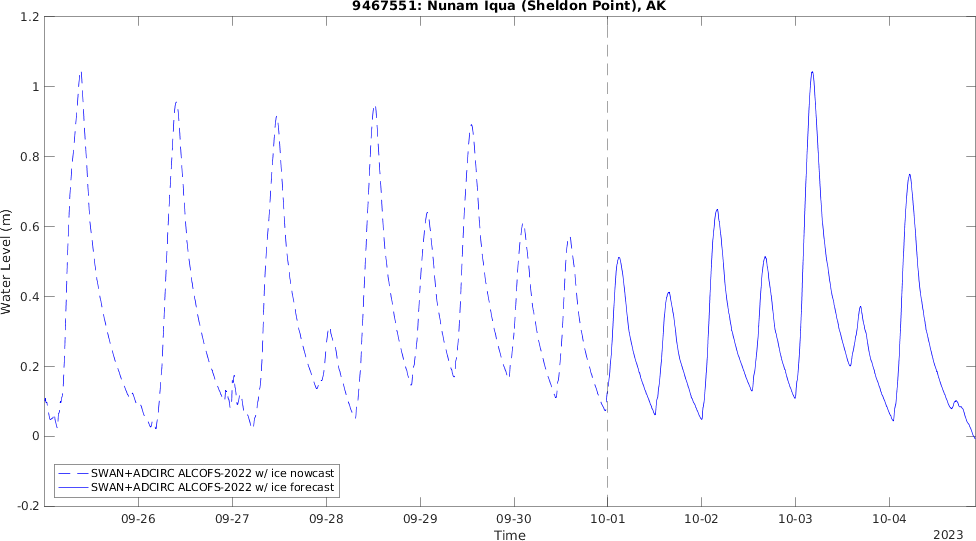 9467551: Nunam Iqua (Sheldon Point), AK
1.2
1
0.8
0.6
0.4
0.2
0
-0.2
Water Level (m)
SWAN+ADCIRC ALCOFS-2022 w/ ice nowcast
SWAN+ADCIRC ALCOFS-2022 w/ ice forecast
09-26 09-27 09-28 09-29 09-30 10-01 10-02 10-03 10-04
Time
2023